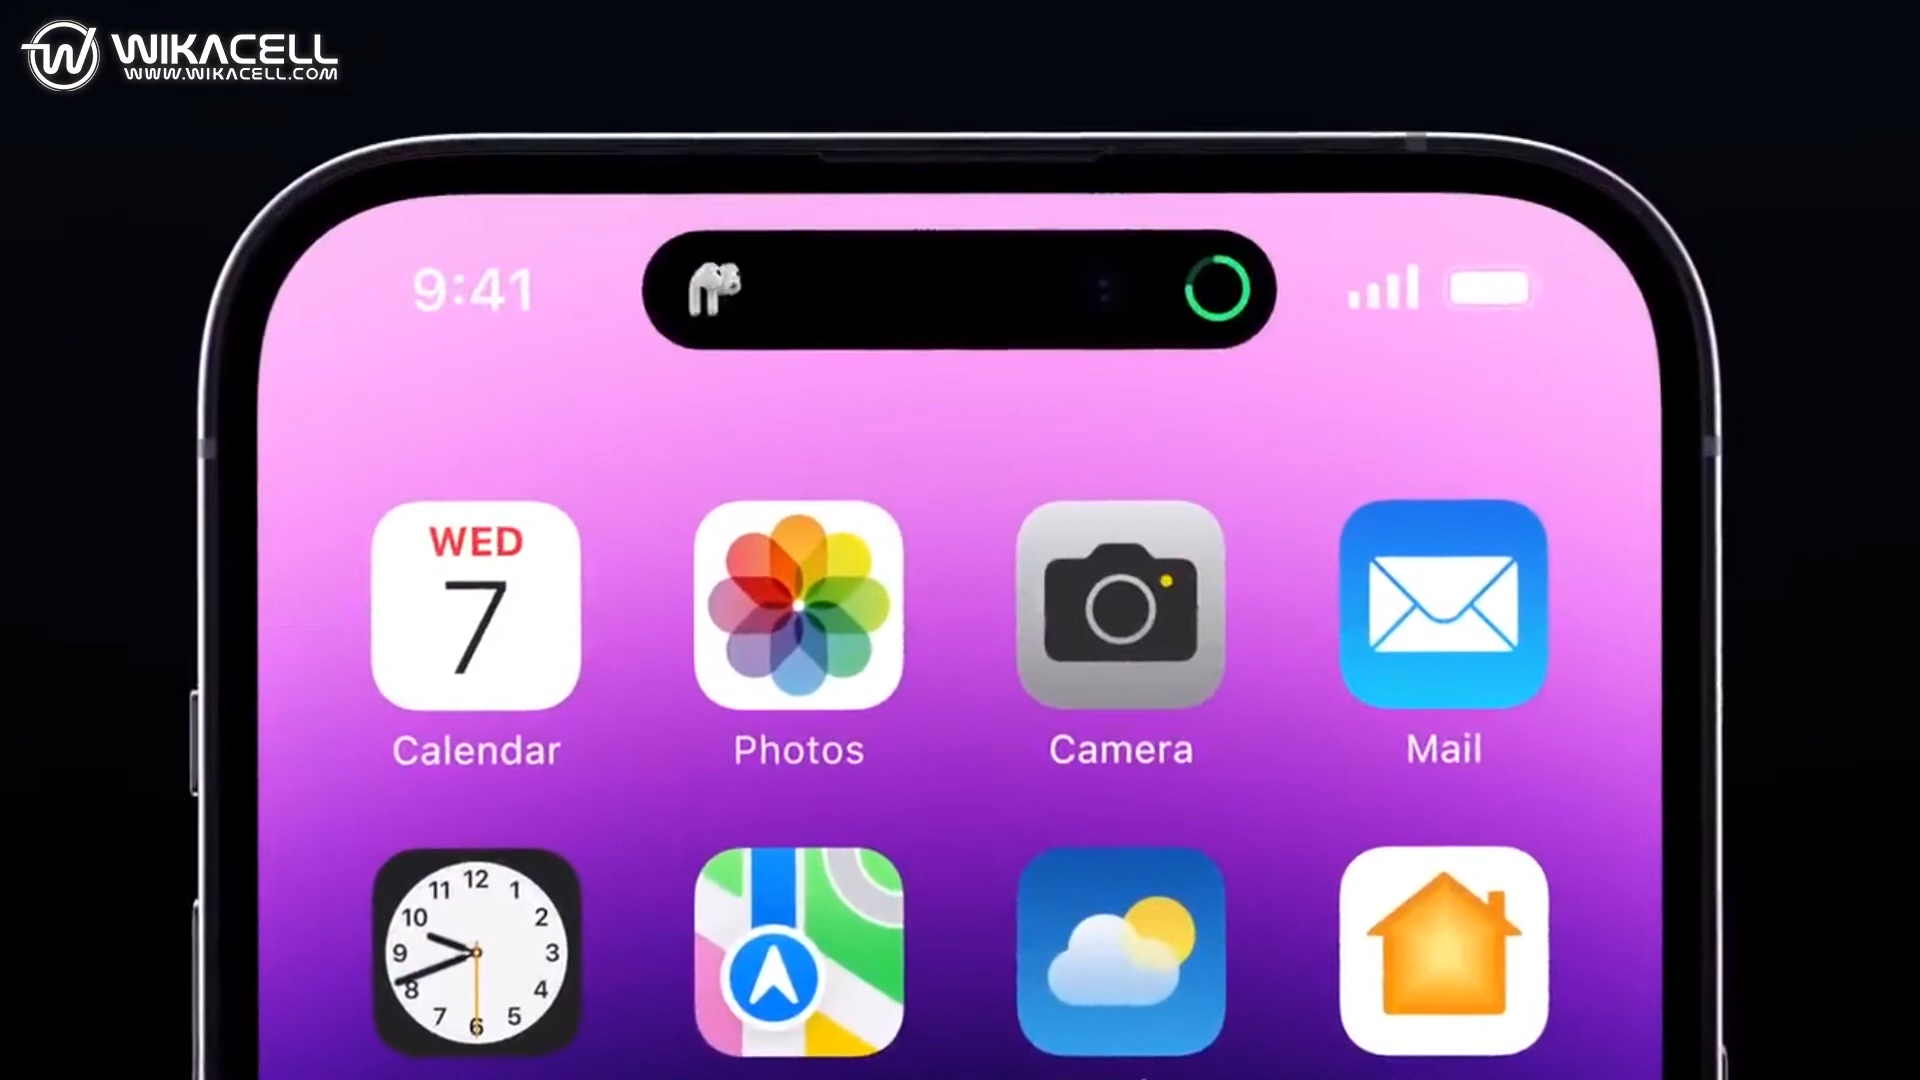 WIKACELL
WWW.WIKACELL.COM
9:41
WED
7
Calendar
Photos
Camera
Mail
12
11 1
10 2
9 3
8 4
7 5
6